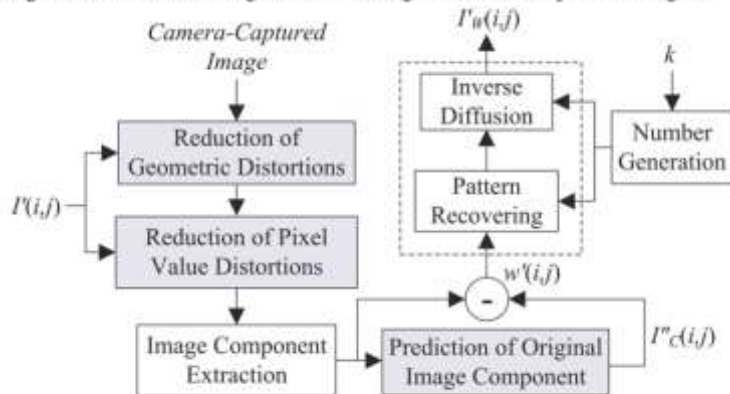 Camera-Captured
Image
Reduction of
Geometric Distortions
I'(i,j)
Reduction of Pixel
Value Distortions
Image Component
Extraction
Prediction of Original
Image Component
I''C(i,j)
-
w'(i,j)
Pattern
Recovering
Inverse
Diffusion
I'W(i,j)
k
Number
Generation